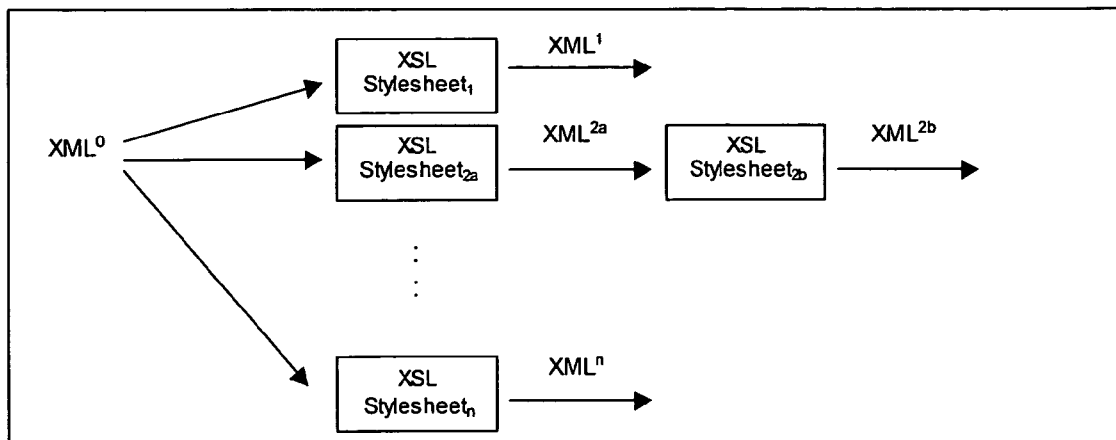 XML⁰
XSL
Stylesheet₁
XML¹
XSL
Stylesheet₂ₐ
XML²ᵃ
XSL
Stylesheet₂b
XML²ᵇ
XSL
Stylesheetₙ
XMLⁿ